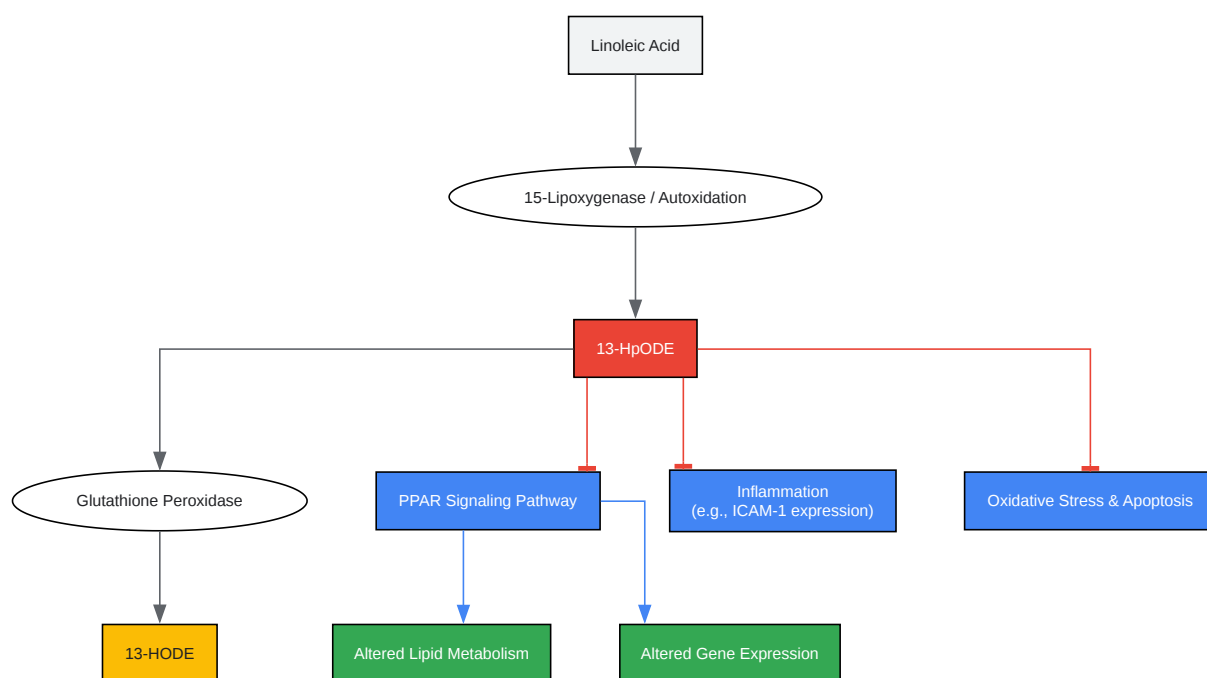 Linoleic Acid
15-Lipoxygenase / Autoxidation
13-HpODE
Glutathione Peroxidase
PPAR Signaling Pathway
Inflammation
(e.g., ICAM-1 expression)
Oxidative Stress & Apoptosis
13-HODE
Altered Lipid Metabolism
Altered Gene Expression